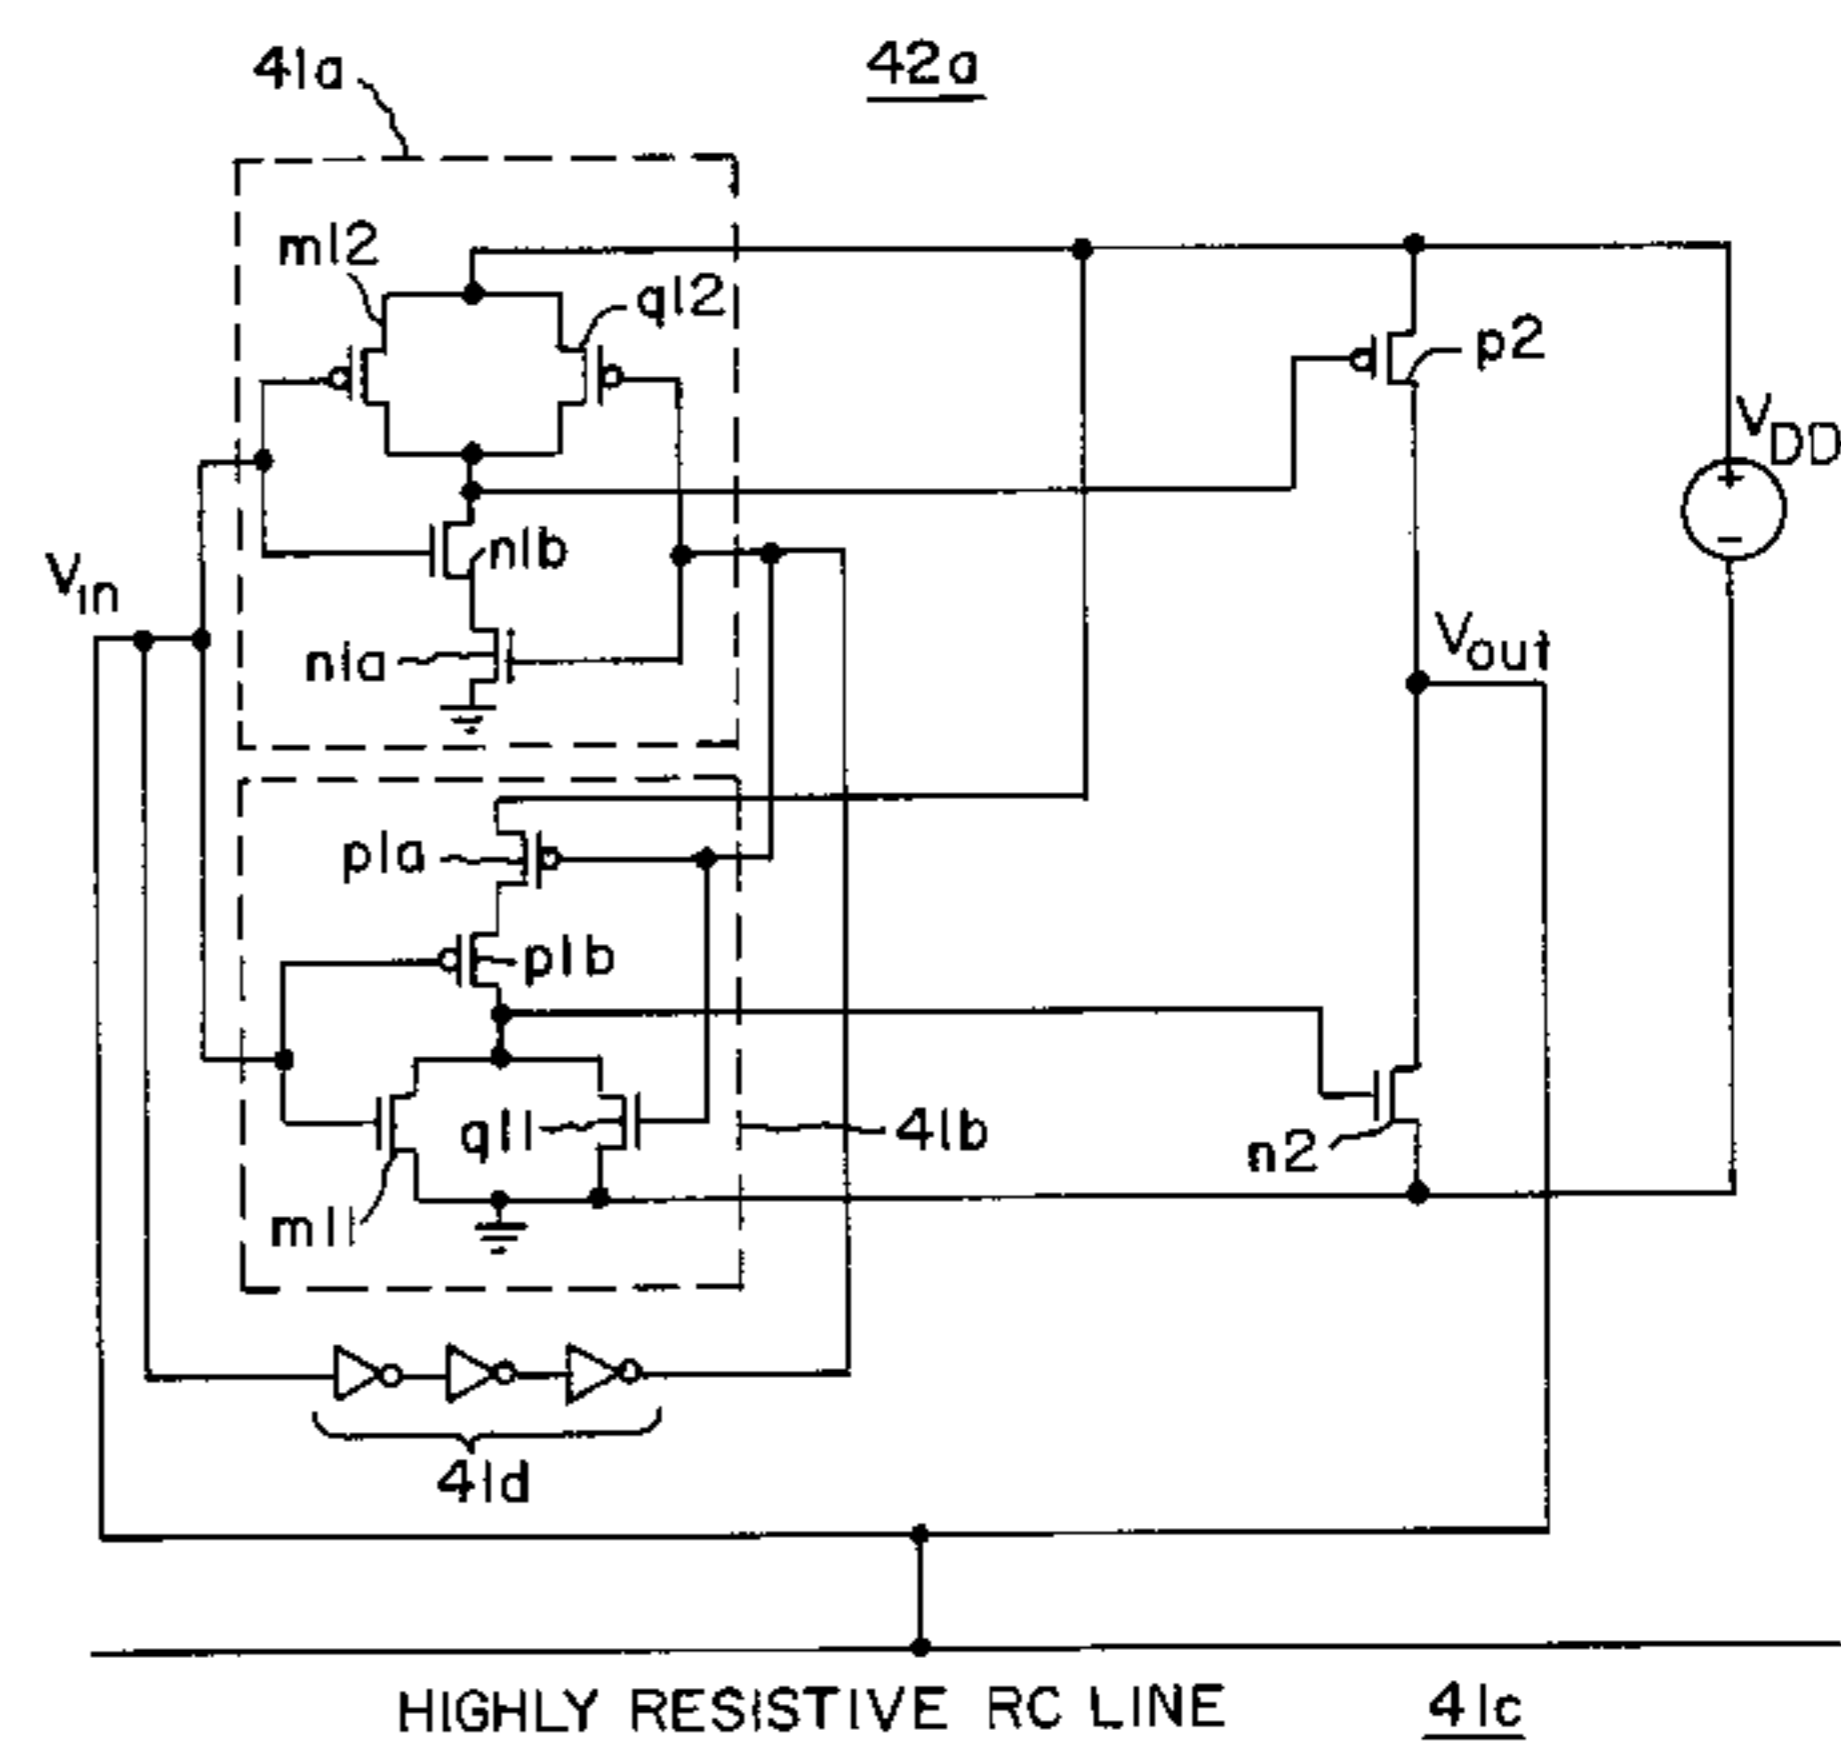 41a
42a
m12
q12
p2
VDD
+
-
n1b
Vin
n1a
Vout
p1a
p1b
q11
41b
n2
m11
41d
HIGHLY RESISTIVE RC LINE
41c